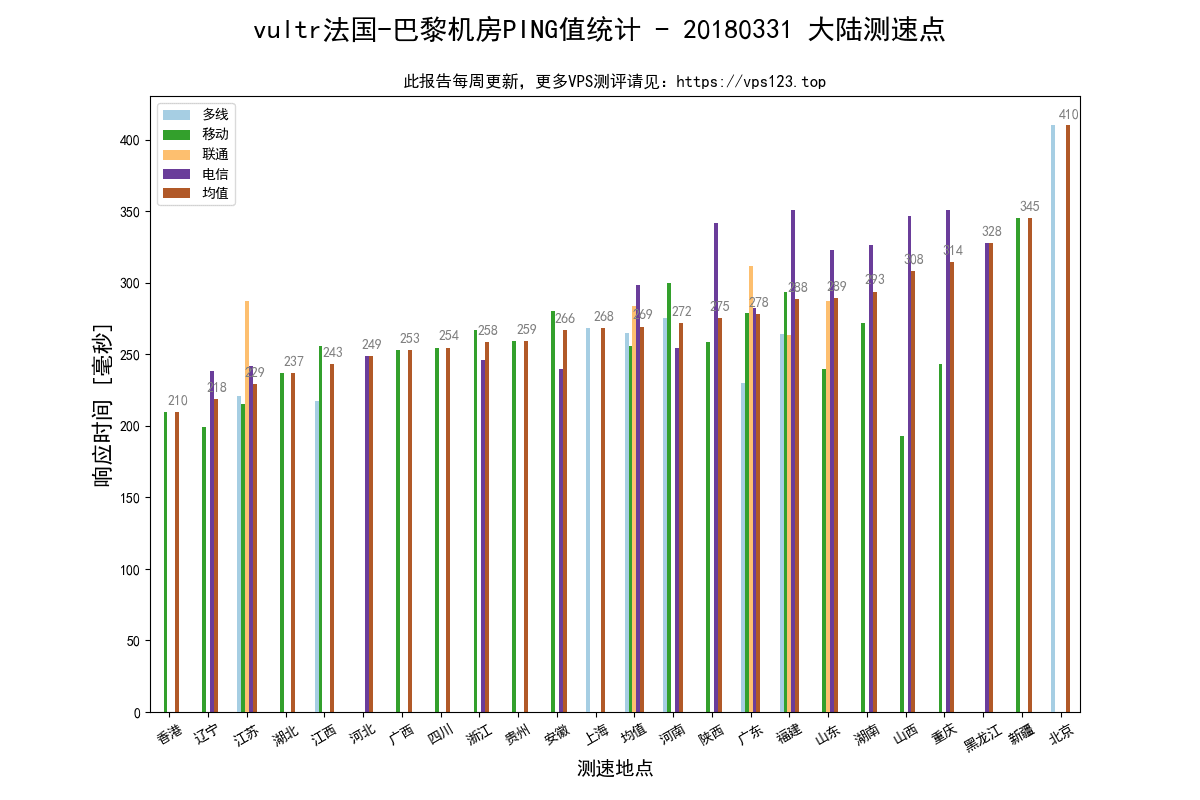 vultr法国-巴黎机房PING值统计 - 20180331 大陆测速点
此报告每周更新，更多VPS测评请见：https://vps123.top
多线
移动
联通
电信
均值
响应时间 [毫秒]
400
350
300
250
200
150
100
50
0
210
218
229
237
243
249
253
254
258
259
266
268
269
272
275
278
288
289
293
308
314
328
345
410
香港
辽宁
江苏
湖北
江西
河北
广西
四川
浙江
贵州
安徽
上海
均值
河南
陕西
广东
福建
山东
湖南
山西
重庆
黑龙江
新疆
北京
测速地点